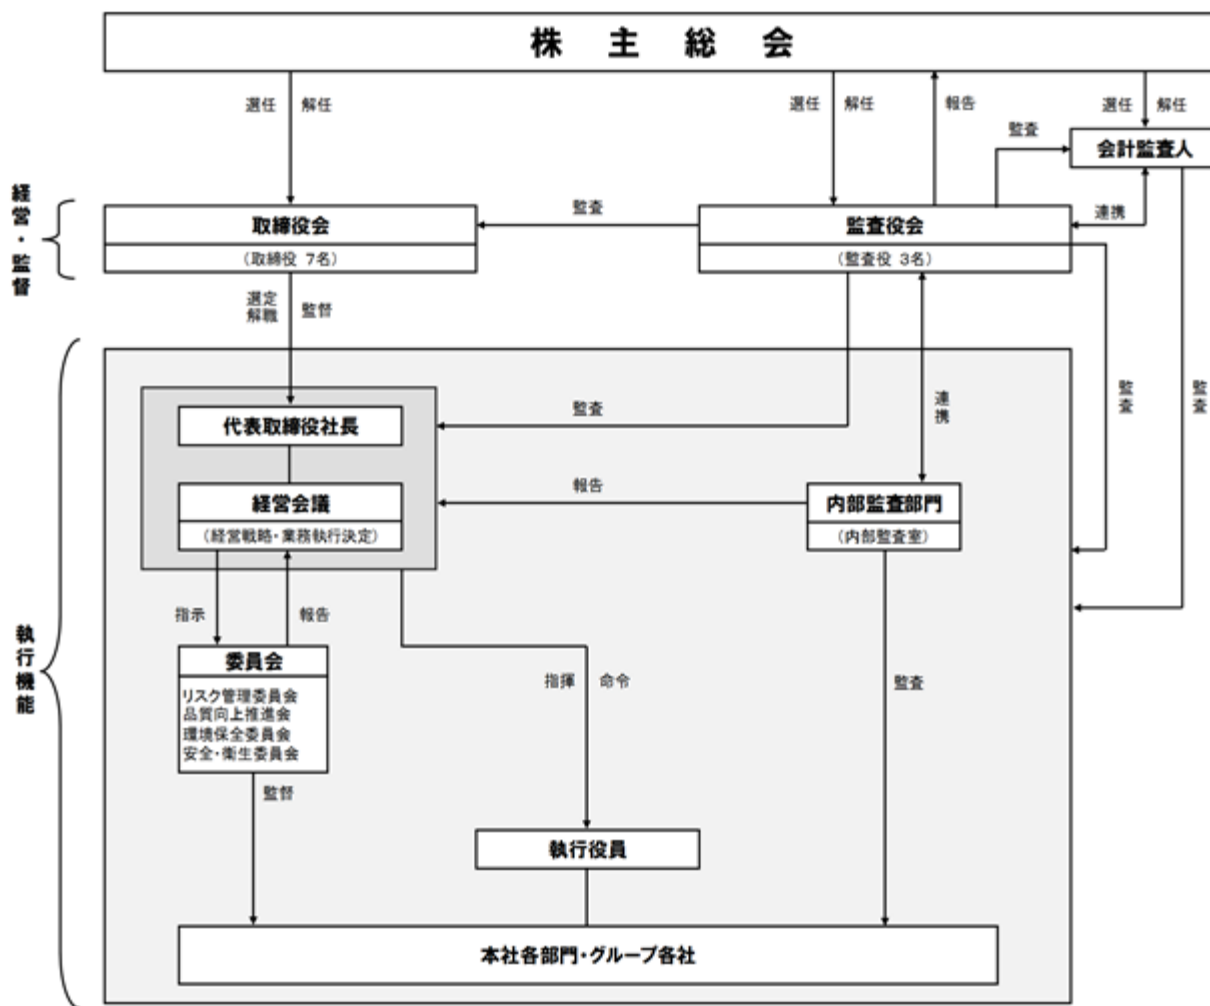 株主総会
選任 解任
選任 解任
報告
選任 解任
監査
会計監査人
経営・監督
取締役会
(取締役 7名)
監査
監査役会
(監査役 3名)
連携
選定
解職
監督
代表取締役社長
監査
連携
監査
監査
経営会議
(経営戦略・業務執行決定)
報告
内部監査部門
(内部監査室)
執行機能
指示
報告
委員会
リスク管理委員会
品質向上推進会
環境保全委員会
安全・衛生委員会
指揮 命令
監査
監督
執行役員
本社各部門・グループ各社